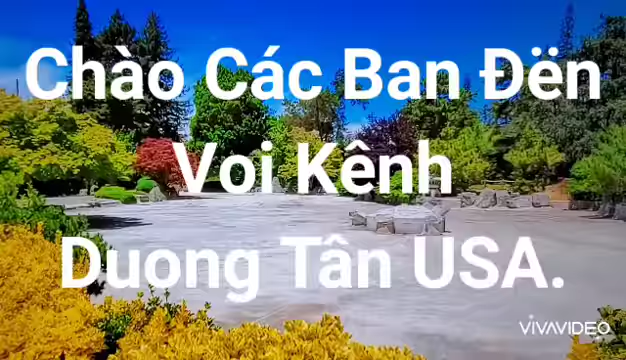 Chào Các Ban Đën
Voi Kênh
Duong Tân USA.
VIVAVIDEO